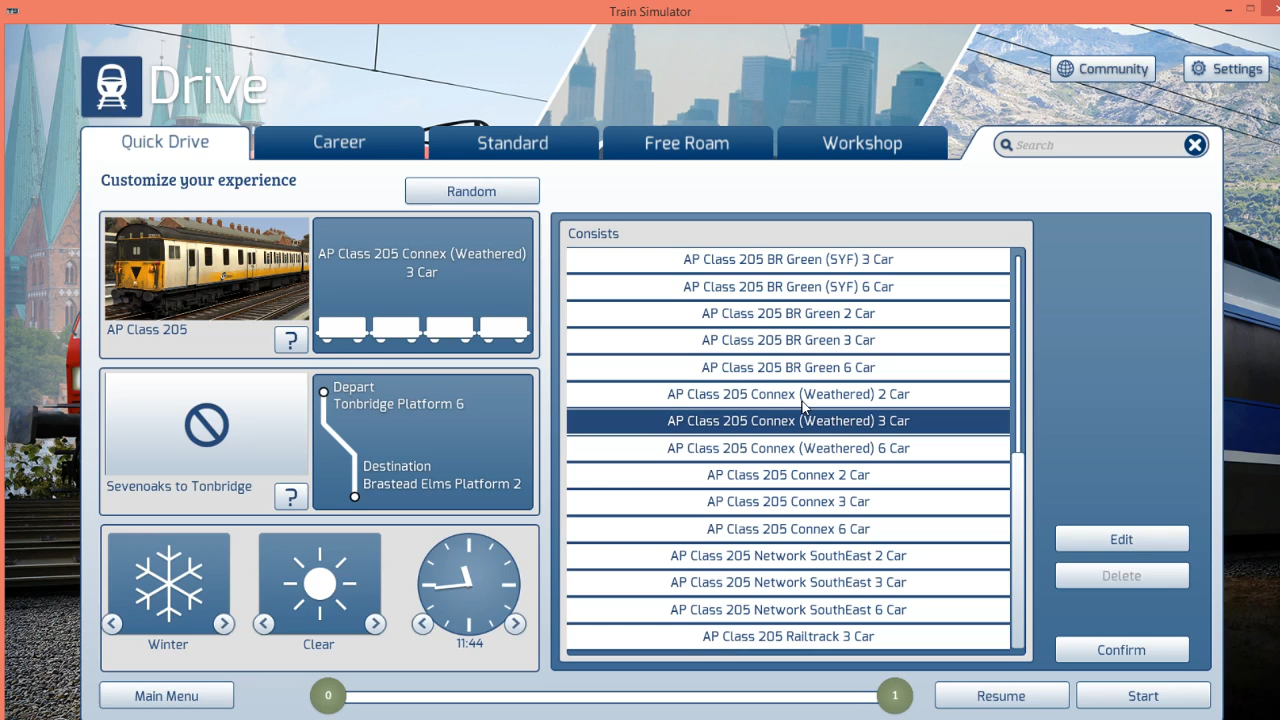 Train Simulator
Drive
Community
Settings
Quick Drive
Career
Standard
Free Roam
Workshop
Search
Customize your experience
Random
AP Class 205 Connex (Weathered)
3 Car
AP Class 205
?
Depart
Tonbridge Platform 6
Destination
Brastead Elms Platform 2
Sevenoaks to Tonbridge
?
Winter
Clear
11:44
Consists
AP Class 205 BR Green (SYF) 3 Car
AP Class 205 BR Green (SYF) 6 Car
AP Class 205 BR Green 2 Car
AP Class 205 BR Green 3 Car
AP Class 205 BR Green 6 Car
AP Class 205 Connex (Weathered) 2 Car
AP Class 205 Connex (Weathered) 3 Car
AP Class 205 Connex (Weathered) 6 Car
AP Class 205 Connex 2 Car
AP Class 205 Connex 3 Car
AP Class 205 Connex 6 Car
AP Class 205 Network SouthEast 2 Car
AP Class 205 Network SouthEast 3 Car
AP Class 205 Network SouthEast 6 Car
AP Class 205 Railtrack 3 Car
Edit
Delete
Confirm
Main Menu
0
1
Resume
Start